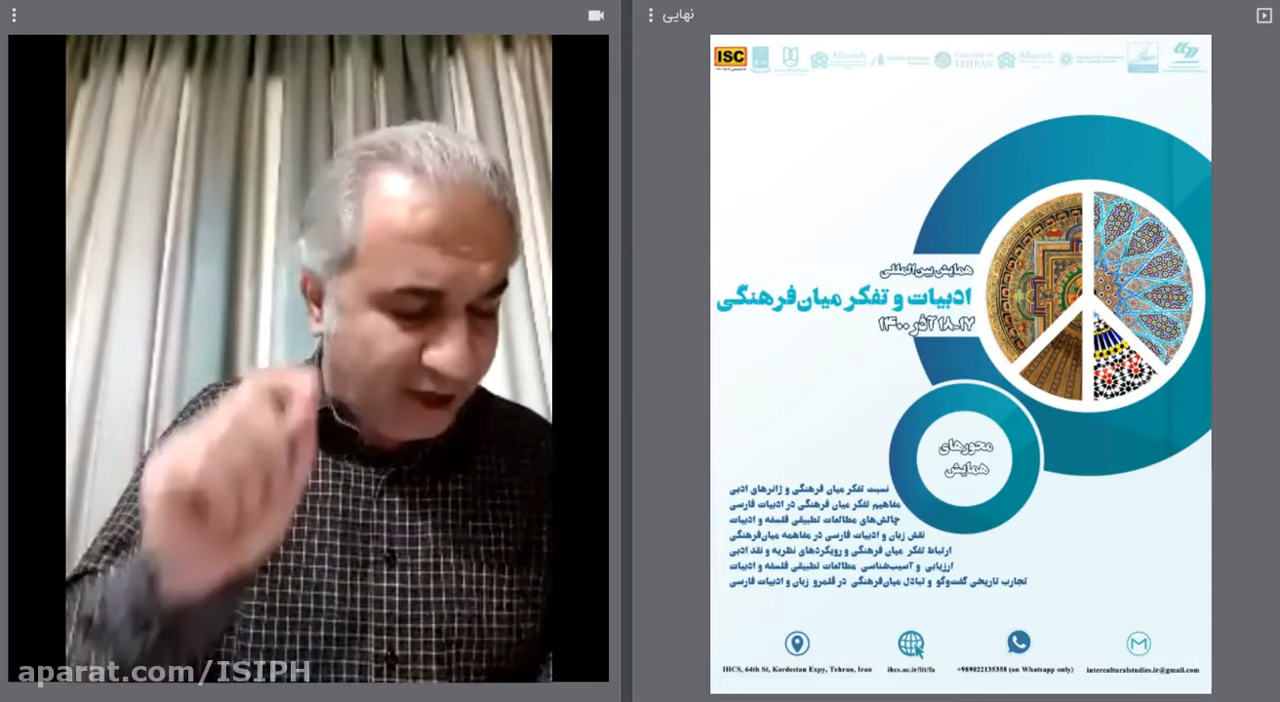 نهایی
ISC
Allameh
University of
TEHRAN
Allameh
همایش بین‌المللی
ادبیات و تفکر میان‌فرهنگی
۱۷-۱۸ آذر ۱۴۰۰
محورهای
همایش
نسبت تفکر میان فرهنگی و ژانرهای ادبی
مفاهیم تفکر میان فرهنگی در ادبیات فارسی
چالش‌های مطالعات تطبیقی فلسفه و ادبیات
نقش زبان و ادبیات فارسی در مفاهمه میان‌فرهنگی
ارتباط تفکر میان فرهنگی و رویکردهای نظریه و نقد ادبی
ارزیابی و آسیب‌شناسی مطالعات تطبیقی فلسفه و ادبیات
تجارب تاریخی گفت‌وگو و تبادل میان‌فرهنگی در قلمرو زبان و ادبیات فارسی
IHCS, 64th St, Kordestan Expy, Tehran, Iran
ihcs.ac.ir/lit/fa
+989022135358 (on Whatsapp only)
interculturalstudies.ir@gmail.com
aparat.com/ISIPH